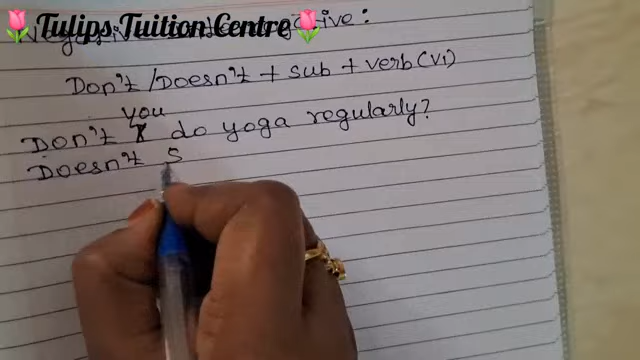 🌷Tulips Tuition Centre🌷
Don't /Doesn't + sub + verb (V1)
you
Don't I do yoga regularly?
Doesn't S